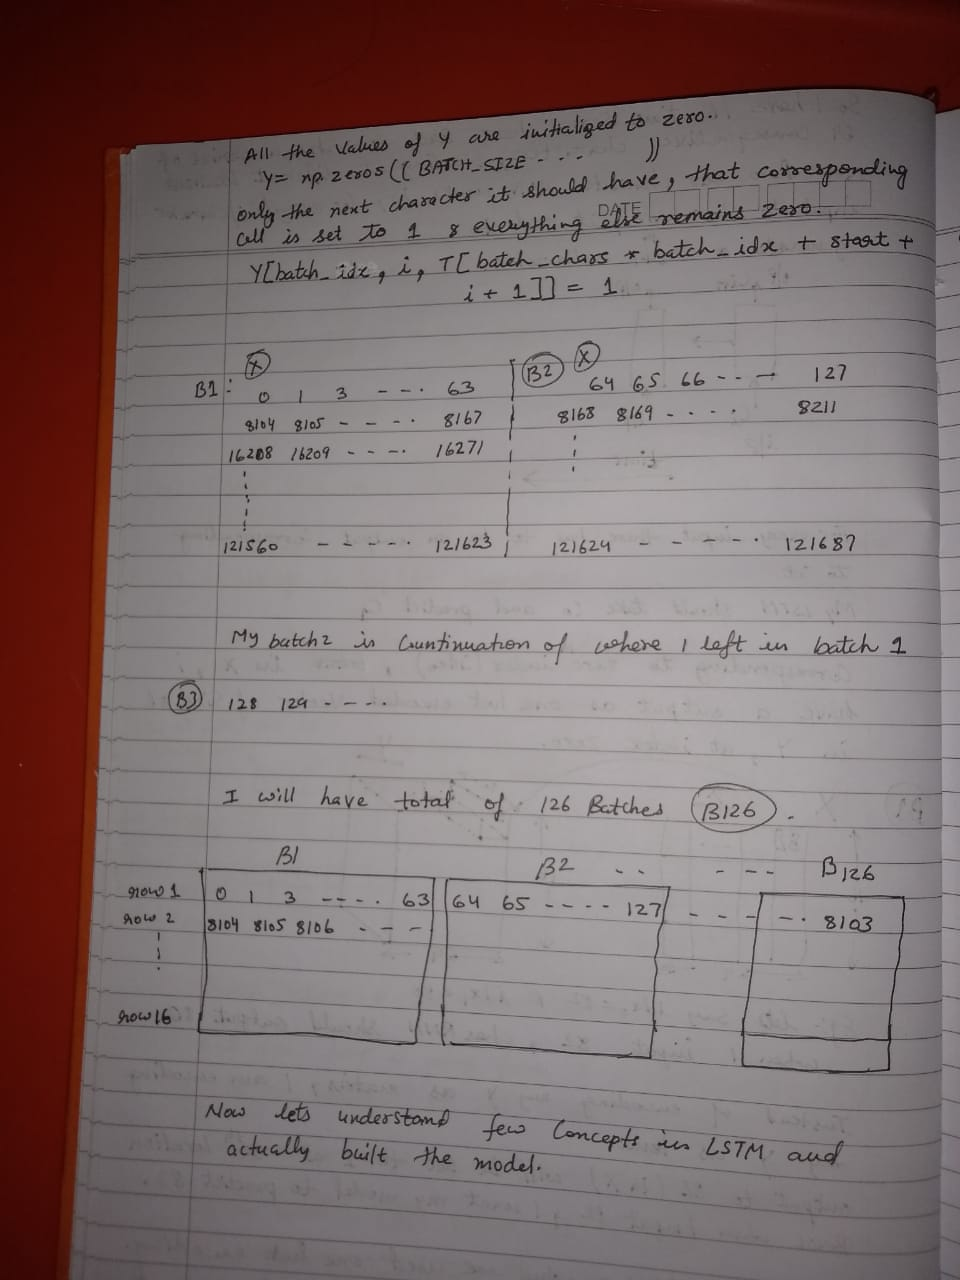 All the values of Y are initialized to zero.
Y= np.zeros(( BATCH_SIZE - - - ))
only the next character it should have, that corresponding
DATE
cell is set to 1 & everything else remains zero.
Y[batch_idx, i, T[batch_chars * batch_idx + start +
i + 1]] = 1
X
B1: 0 1 3 - - - . 63
8104 8105 - - - . 8167
16208 16209 - - - . 16271
121560 - - - - - . 121623
B2 X
64 65 66 - - - 127
8168 8169 - - - . 8211
121624 - - - - - . 121687
My batch2 is Countinuation of where I left in batch 1
B3 128 129 - - - .
I will have total of 126 Batches B126 .
B1 B2 - - - - - B126
row 1 0 1 3 ---- . 63 64 65 ---- . 127 - - - - . 8103
row 2 8104 8105 8106 - - -
row 16
Now lets understand few Concepts in LSTM and
actually built the model.